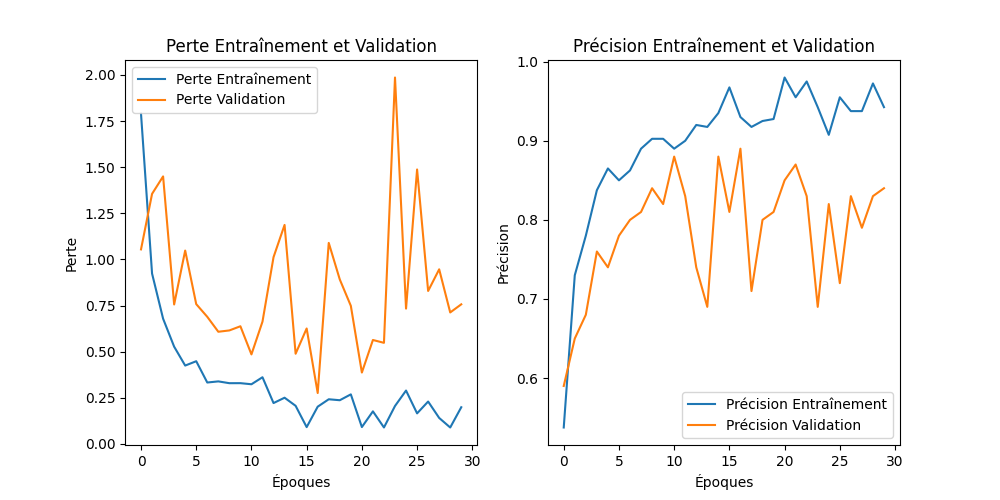 Perte Entraînement et Validation
Perte Entraînement
Perte Validation
2.00
1.75
1.50
1.25
1.00
0.75
0.50
0.25
0.00
Perte
0 5 10 15 20 25 30
Époques
Précision Entraînement et Validation
1.0
0.9
0.8
0.7
0.6
Précision
Précision Entraînement
Précision Validation
0 5 10 15 20 25 30
Époques